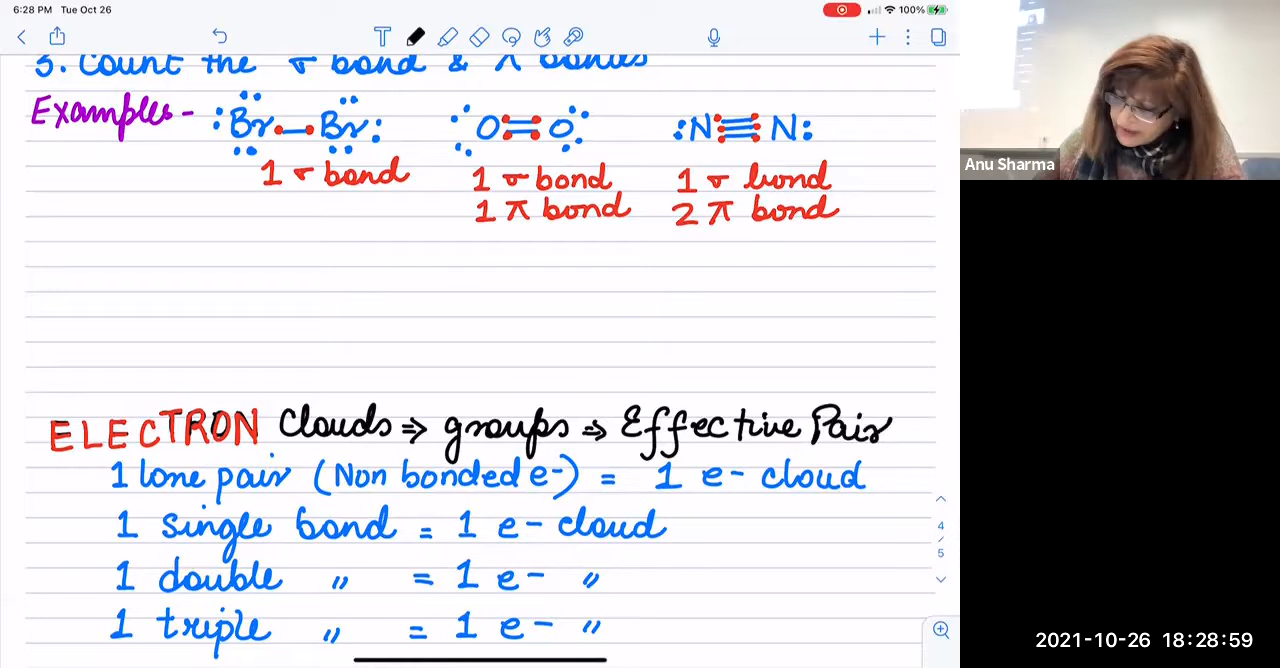 6:28 PM Tue Oct 26
100%
3. Count the σ bond & π bonds
Examples - :Br—Br: O=O :N≡N:
1 σ bond 1 σ bond 1 σ bond
1 π bond 2 π bond
ELECTRON Clouds ⇒ groups ⇒ Effective Pair
1 lone pair (Non bonded e-) = 1 e- cloud
1 single bond = 1 e- cloud
1 double " = 1 e- "
1 triple " = 1 e- "
4
/
5
Anu Sharma
2021-10-26 18:28:59